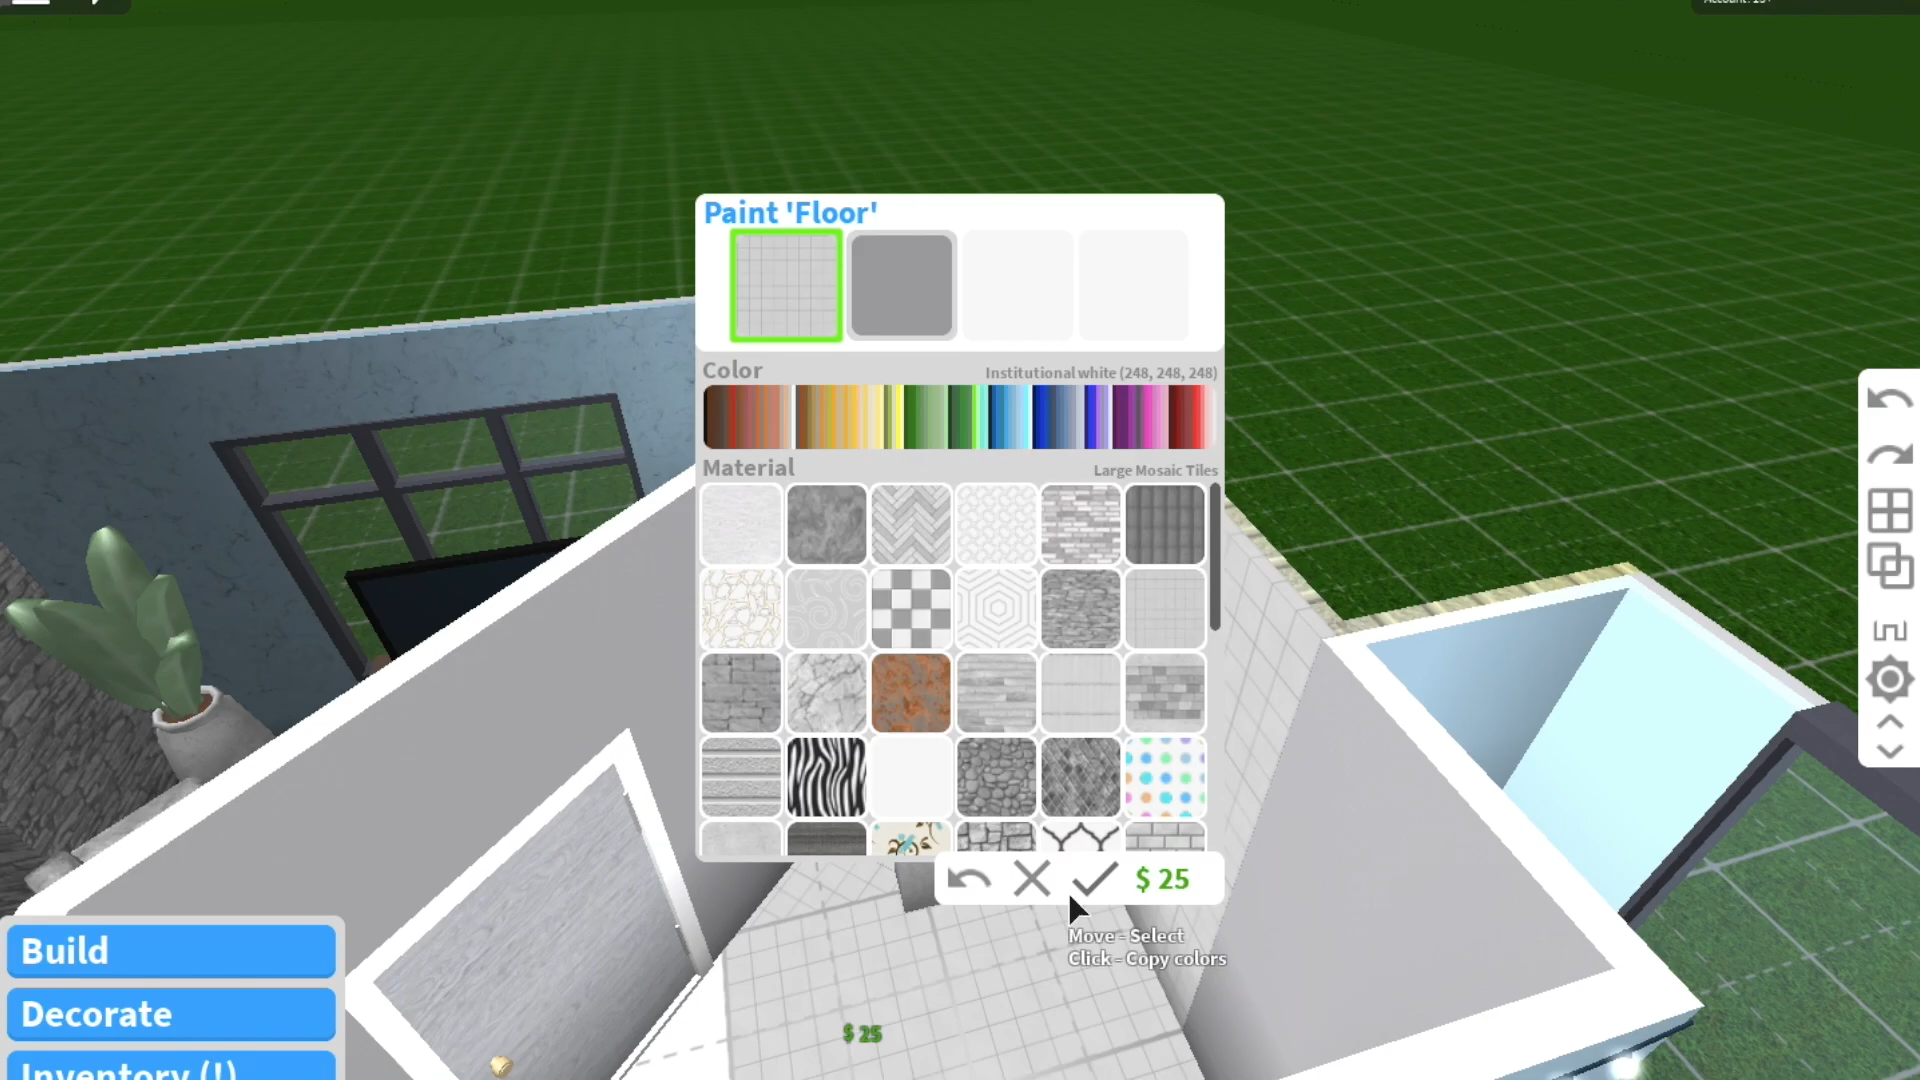 Paint 'Floor'
Color
Institutional white (248, 248, 248)
Material
Large Mosaic Tiles
$ 25
Move - Select
Click - Copy colors
$ 25
Build
Decorate
Inventory (!)